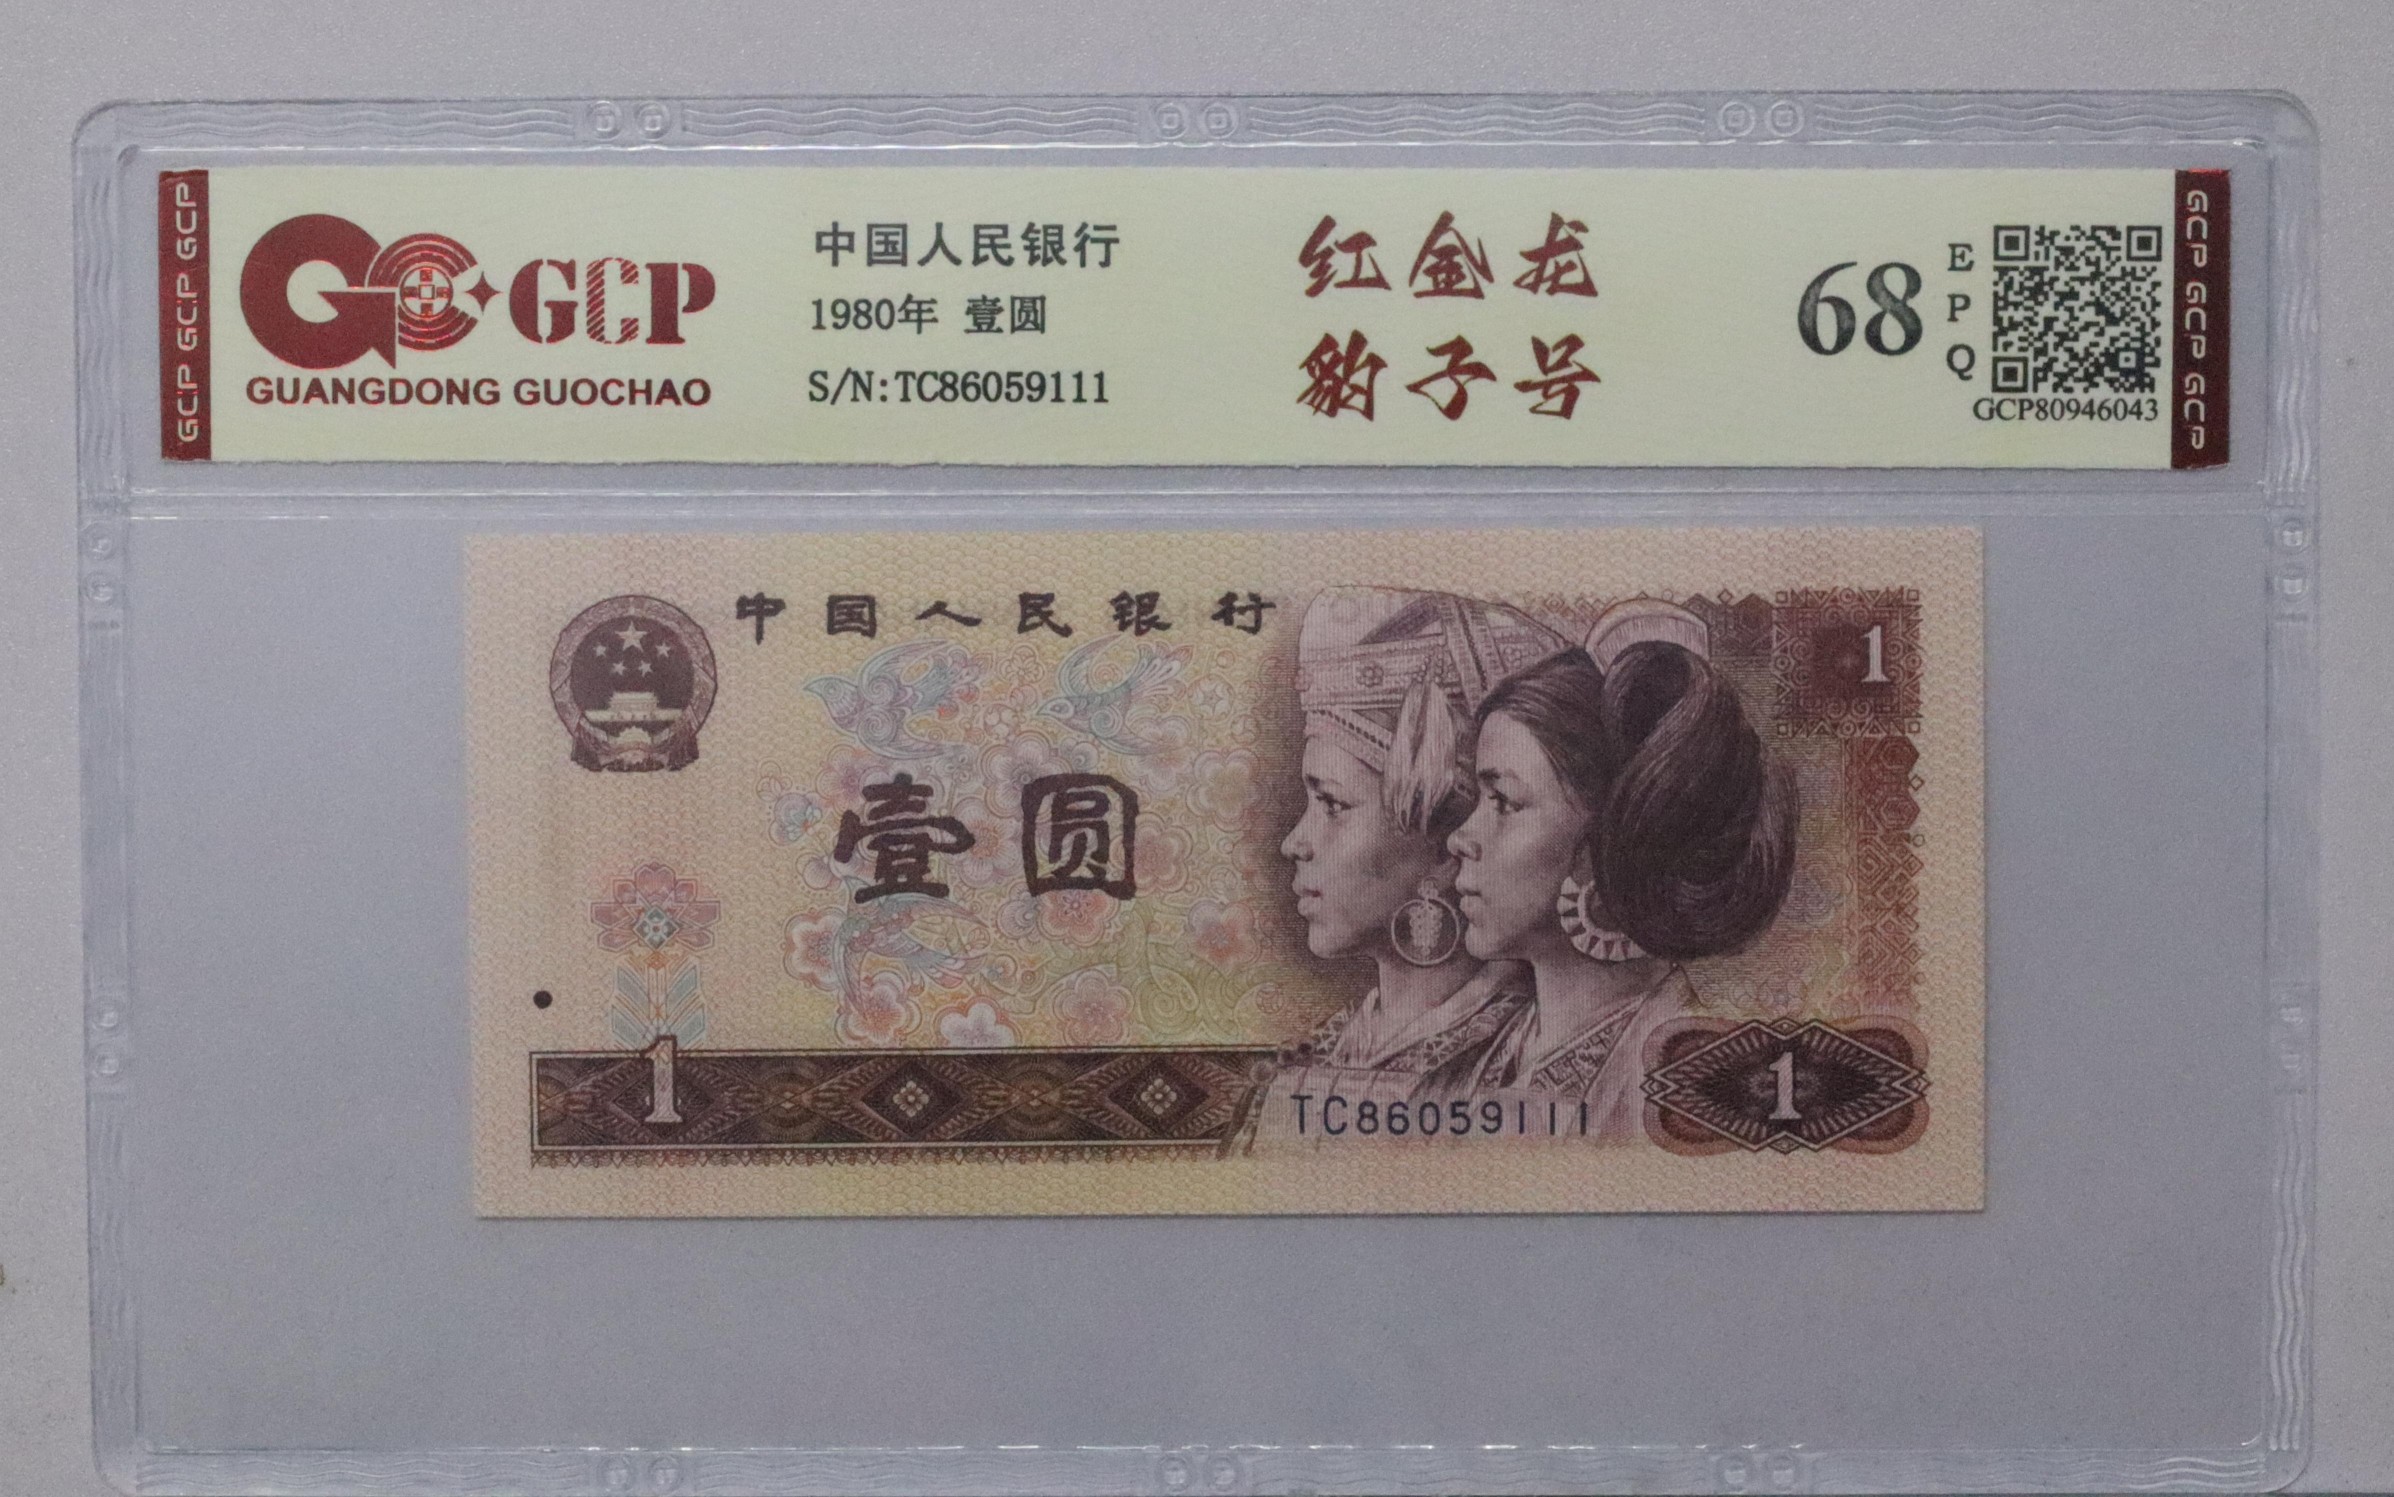 GCP GCP GCP
GCP
GUANGDONG GUOCHAO
中国人民银行
1980年 壹圆
S/N:TC86059111
红金龙
豹子号
68
EPQ
GCP80946043
GCP GCP GCP
中国人民银行
1
壹圆
1
TC86059111
1